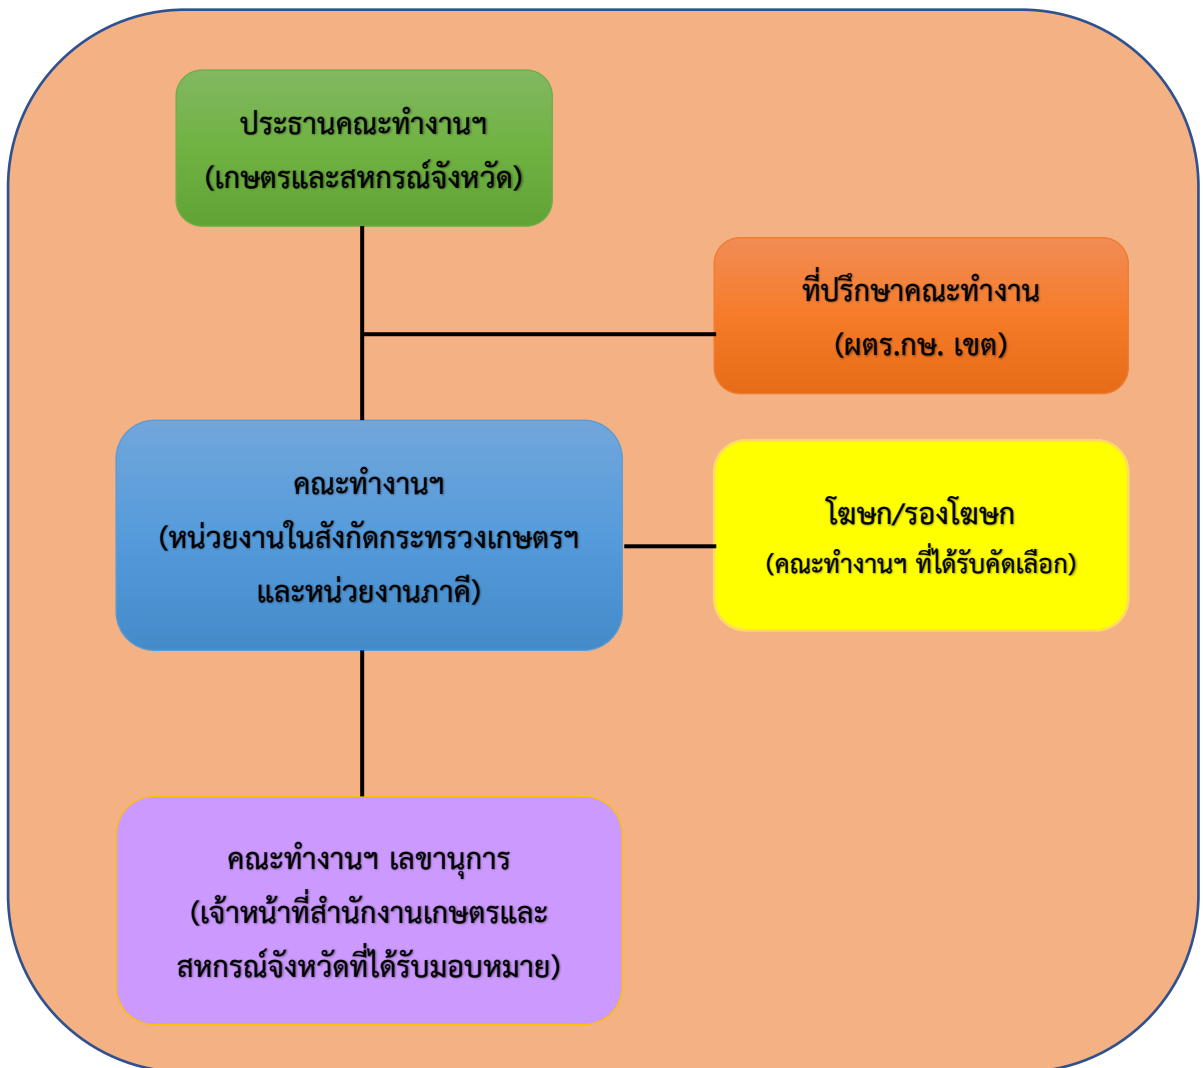 ประธานคณะทำงานฯ
(เกษตรและสหกรณ์จังหวัด)
ที่ปรึกษาคณะทำงาน
(ผตร.กษ. เขต)
คณะทำงานฯ
(หน่วยงานในสังกัดกระทรวงเกษตรฯ
และหน่วยงานภาคี)
โฆษก/รองโฆษก
(คณะทำงานฯ ที่ได้รับคัดเลือก)
คณะทำงานฯ เลขานุการ
(เจ้าหน้าที่สำนักงานเกษตรและ
สหกรณ์จังหวัดที่ได้รับมอบหมาย)